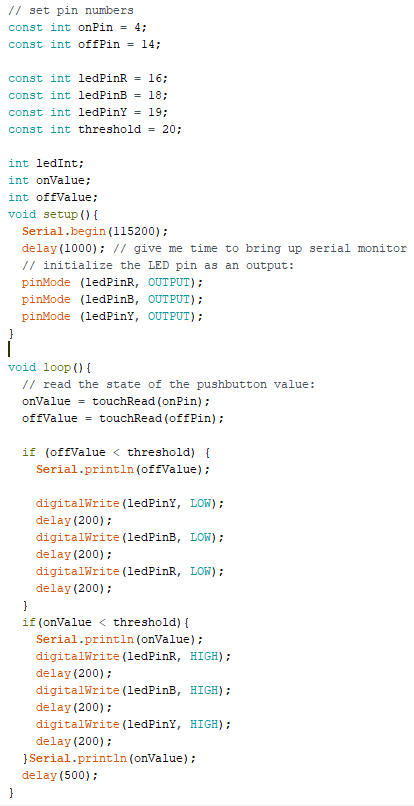 // set pin numbers
const int onPin = 4;
const int offPin = 14;

const int ledPinR = 16;
const int ledPinB = 18;
const int ledPinY = 19;
const int threshold = 20;

int ledInt;
int onValue;
int offValue;
void setup(){
  Serial.begin(115200);
  delay(1000); // give me time to bring up serial monitor
  // initialize the LED pin as an output:
  pinMode (ledPinR, OUTPUT);
  pinMode (ledPinB, OUTPUT);
  pinMode (ledPinY, OUTPUT);
}

void loop(){
  // read the state of the pushbutton value:
  onValue = touchRead(onPin);
  offValue = touchRead(offPin);

  if (offValue < threshold) {
    Serial.println(offValue);

    digitalWrite(ledPinY, LOW);
    delay(200);
    digitalWrite(ledPinB, LOW);
    delay(200);
    digitalWrite(ledPinR, LOW);
    delay(200);
  }
  if(onValue < threshold){
    Serial.println(onValue);
    digitalWrite(ledPinR, HIGH);
    delay(200);
    digitalWrite(ledPinB, HIGH);
    delay(200);
    digitalWrite(ledPinY, HIGH);
    delay(200);
  }Serial.println(onValue);
  delay(500);
}